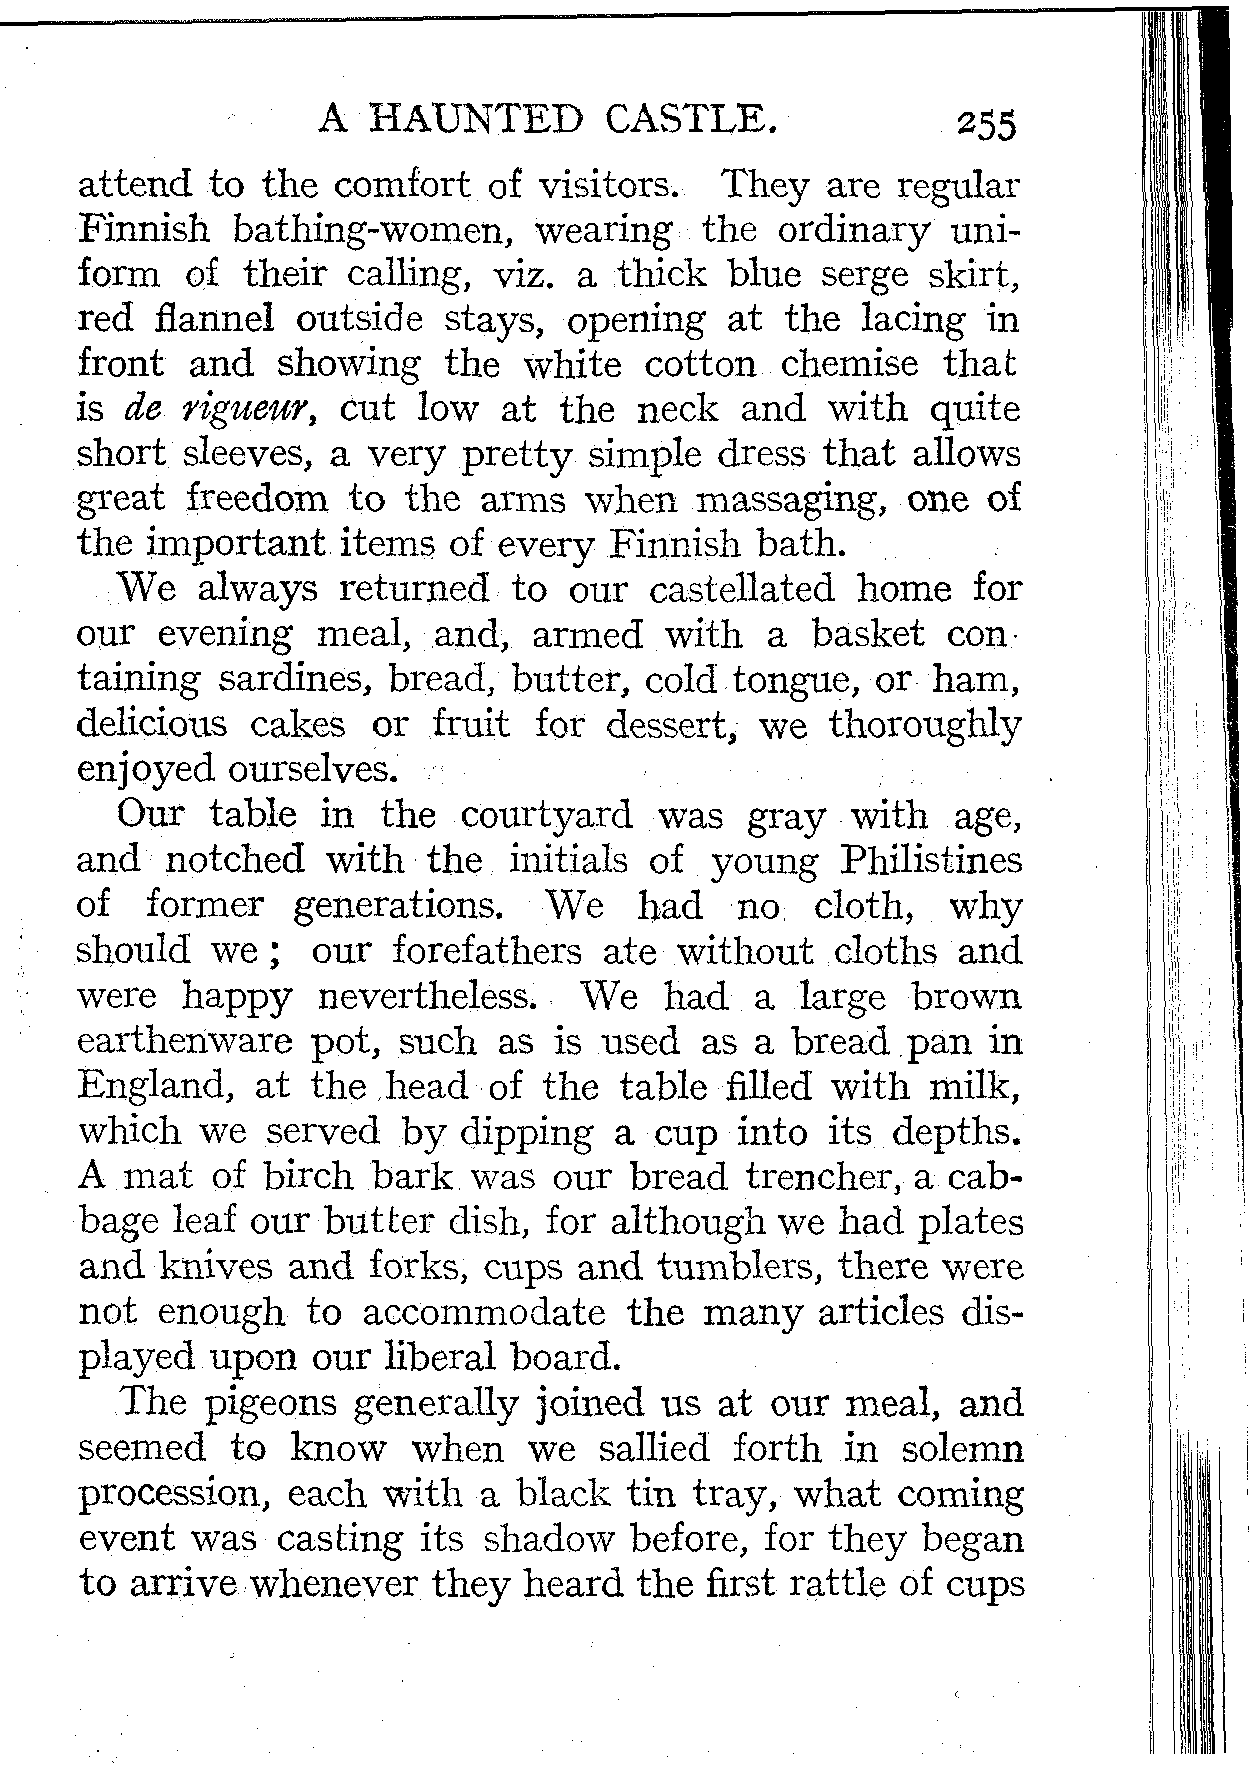 A HAUNTED CASTLE. 255
attend to the comfort of visitors. They are regular
Finnish bathing-women, wearing the ordinary uni-
form of their calling, viz. a thick blue serge skirt,
red flannel outside stays, opening at the lacing in
front and showing the white cotton chemise that
is de rigueur, cut low at the neck and with quite
short sleeves, a very pretty simple dress that allows
great freedom to the arms when massaging, one of
the important items of every Finnish bath.
We always returned to our castellated home for
our evening meal, and, armed with a basket con-
taining sardines, bread, butter, cold tongue, or ham,
delicious cakes or fruit for dessert, we thoroughly
enjoyed ourselves.
Our table in the courtyard was gray with age,
and notched with the initials of young Philistines
of former generations. We had no cloth, why
should we ; our forefathers ate without cloths and
were happy nevertheless. We had a large brown
earthenware pot, such as is used as a bread pan in
England, at the head of the table filled with milk,
which we served by dipping a cup into its depths.
A mat of birch bark was our bread trencher, a cab-
bage leaf our butter dish, for although we had plates
and knives and forks, cups and tumblers, there were
not enough to accommodate the many articles dis-
played upon our liberal board.
The pigeons generally joined us at our meal, and
seemed to know when we sallied forth in solemn
procession, each with a black tin tray, what coming
event was casting its shadow before, for they began
to arrive whenever they heard the first rattle of cups